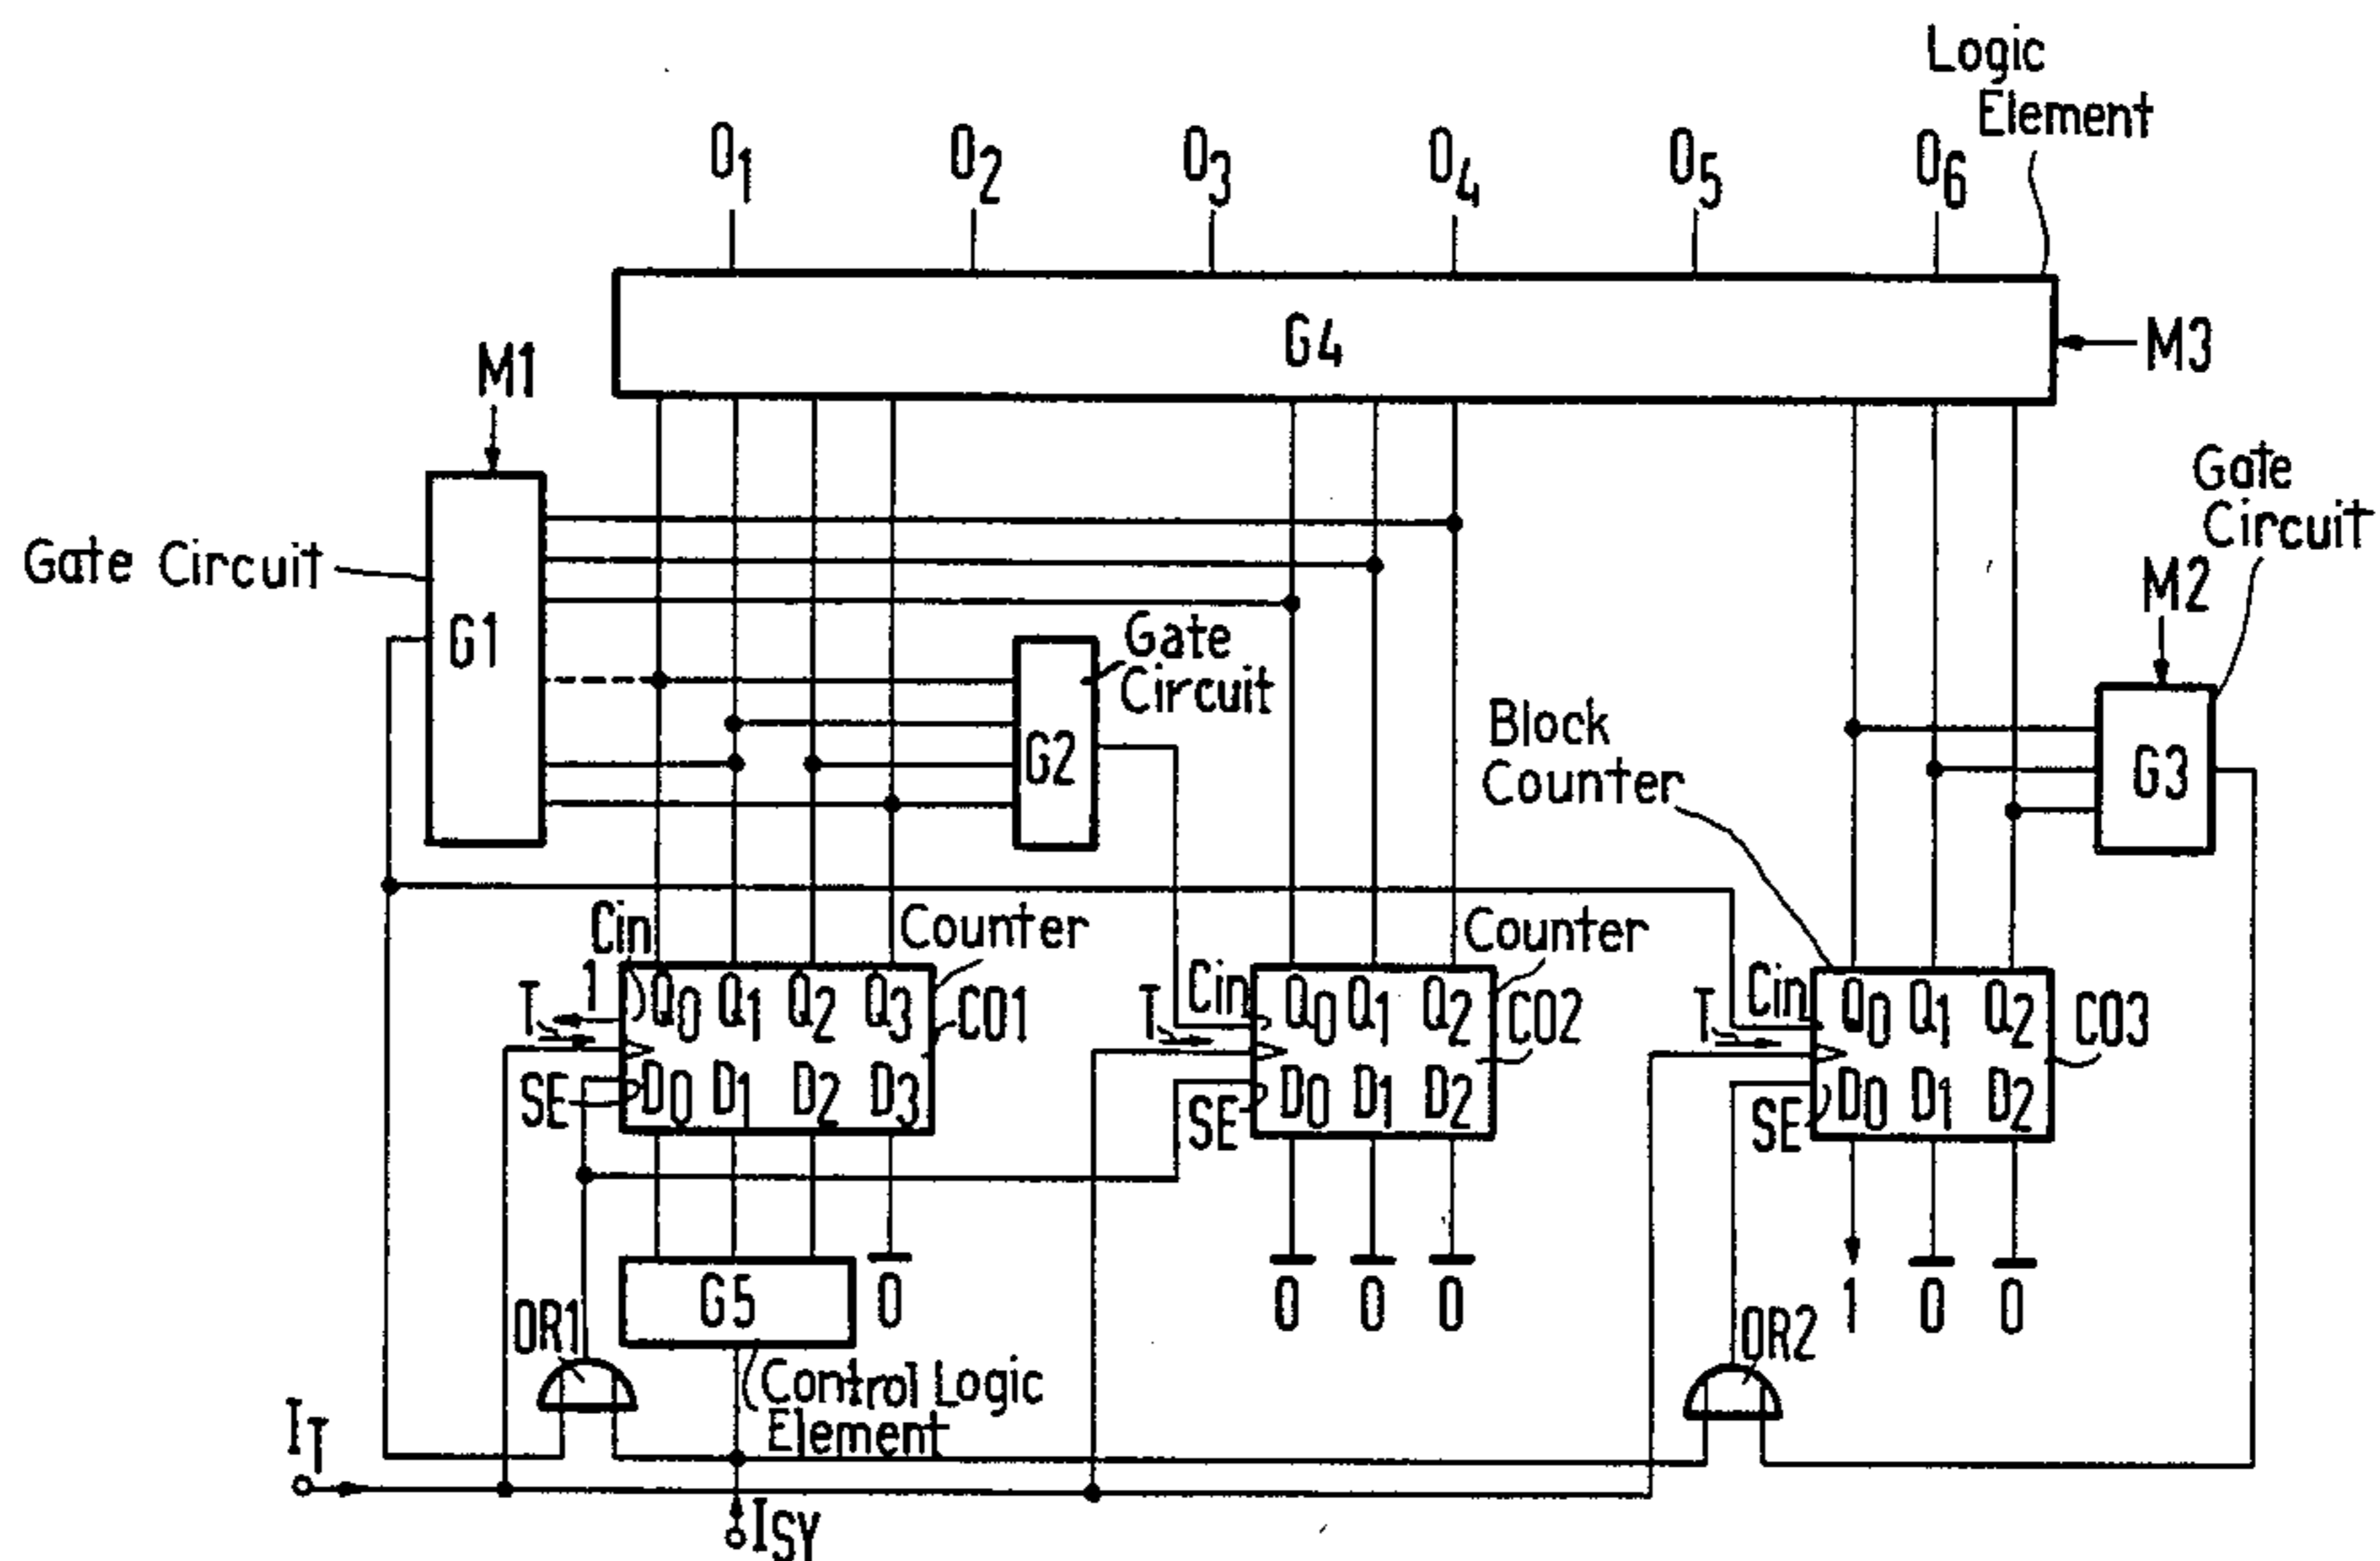 Logic
Element
O1 O2 O3 O4 O5 O6
G4
M3
M1
Gate Circuit
G1
Gate
Circuit
G2
Gate
Circuit
M2
G3
Block
Counter
Cin
1
T
SE
Q0 Q1 Q2 Q3
D0 D1 D2 D3
Counter
CO1
Cin
T
SE
Q0 Q1 Q2
D0 D1 D2
Counter
CO2
Cin
T
SE
Q0 Q1 Q2
D0 D1 D2
CO3
G5
0
0 0 0
1 0 0
OR1
Control Logic
Element
OR2
IT
ISY